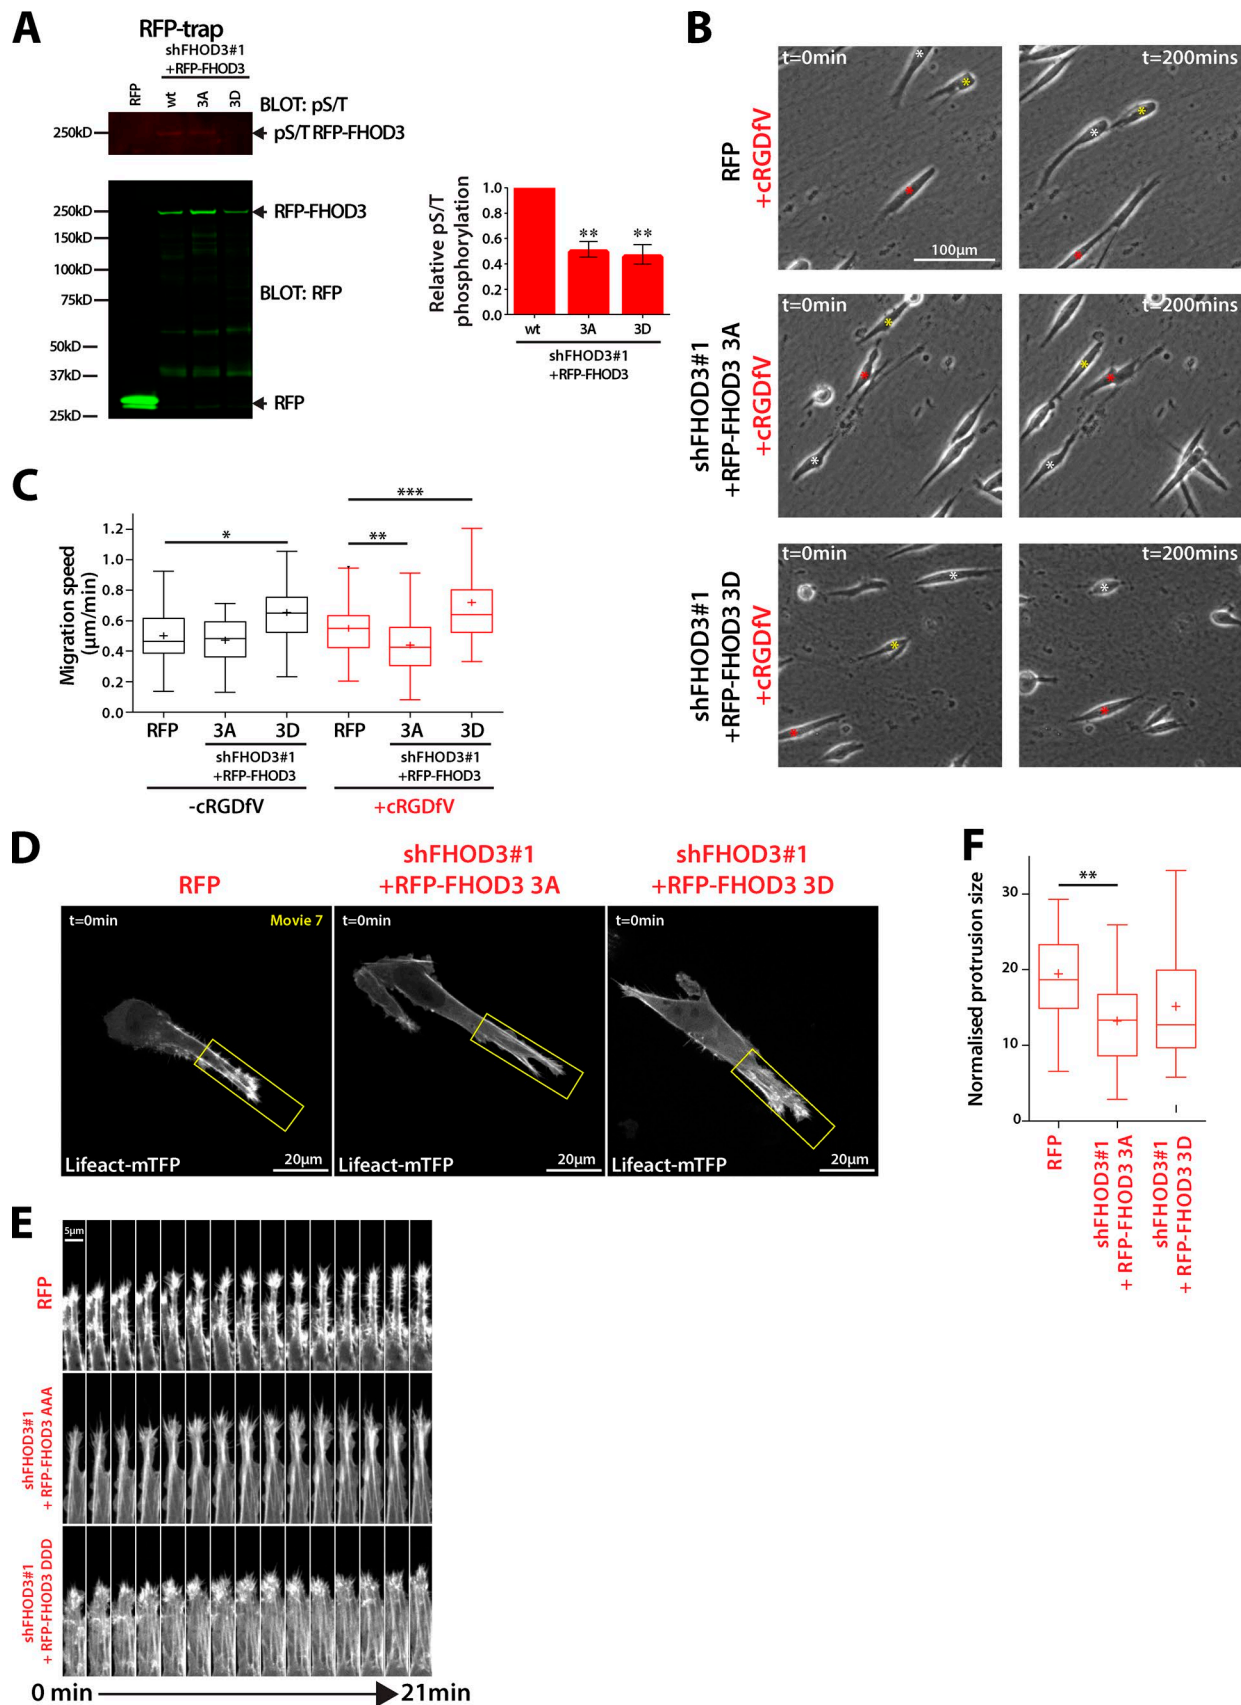 A
RFP-trap
shFHOD3#1
+RFP-FHOD3
RFP
wt
3A
3D
BLOT: pS/T
250kD
pS/T RFP-FHOD3
250kD
150kD
100kD
75kD
50kD
37kD
25kD
RFP-FHOD3
BLOT: RFP
RFP
Relative pS/T
phosphorylation
1.0
0.8
0.6
0.4
0.2
0.0
**
**
wt
3A
3D
shFHOD3#1
+RFP-FHOD3
B
RFP
+cRGDfV
t=0min
*
*
*
100µm
t=200mins
*
*
*
shFHOD3#1
+RFP-FHOD3 3A
+cRGDfV
t=0min
*
*
*
t=200mins
*
*
*
shFHOD3#1
+RFP-FHOD3 3D
+cRGDfV
t=0min
*
*
*
t=200mins
*
*
C
Migration speed
(µm/min)
1.2
1.0
0.8
0.6
0.4
0.2
0.0
*
**
***
RFP
3A
3D
RFP
3A
3D
shFHOD3#1
+RFP-FHOD3
shFHOD3#1
+RFP-FHOD3
-cRGDfV
+cRGDfV
D
RFP
shFHOD3#1
+RFP-FHOD3 3A
shFHOD3#1
+RFP-FHOD3 3D
t=0min
Movie 7
t=0min
t=0min
Lifeact-mTFP
20µm
Lifeact-mTFP
20µm
Lifeact-mTFP
20µm
F
Normalised protrusion size
30
20
10
0
**
RFP
shFHOD3#1
+ RFP-FHOD3 3A
shFHOD3#1
+ RFP-FHOD3 3D
E
5µm
RFP
shFHOD3#1
+ RFP-FHOD3 AAA
shFHOD3#1
+ RFP-FHOD3 DDD
0 min
21min